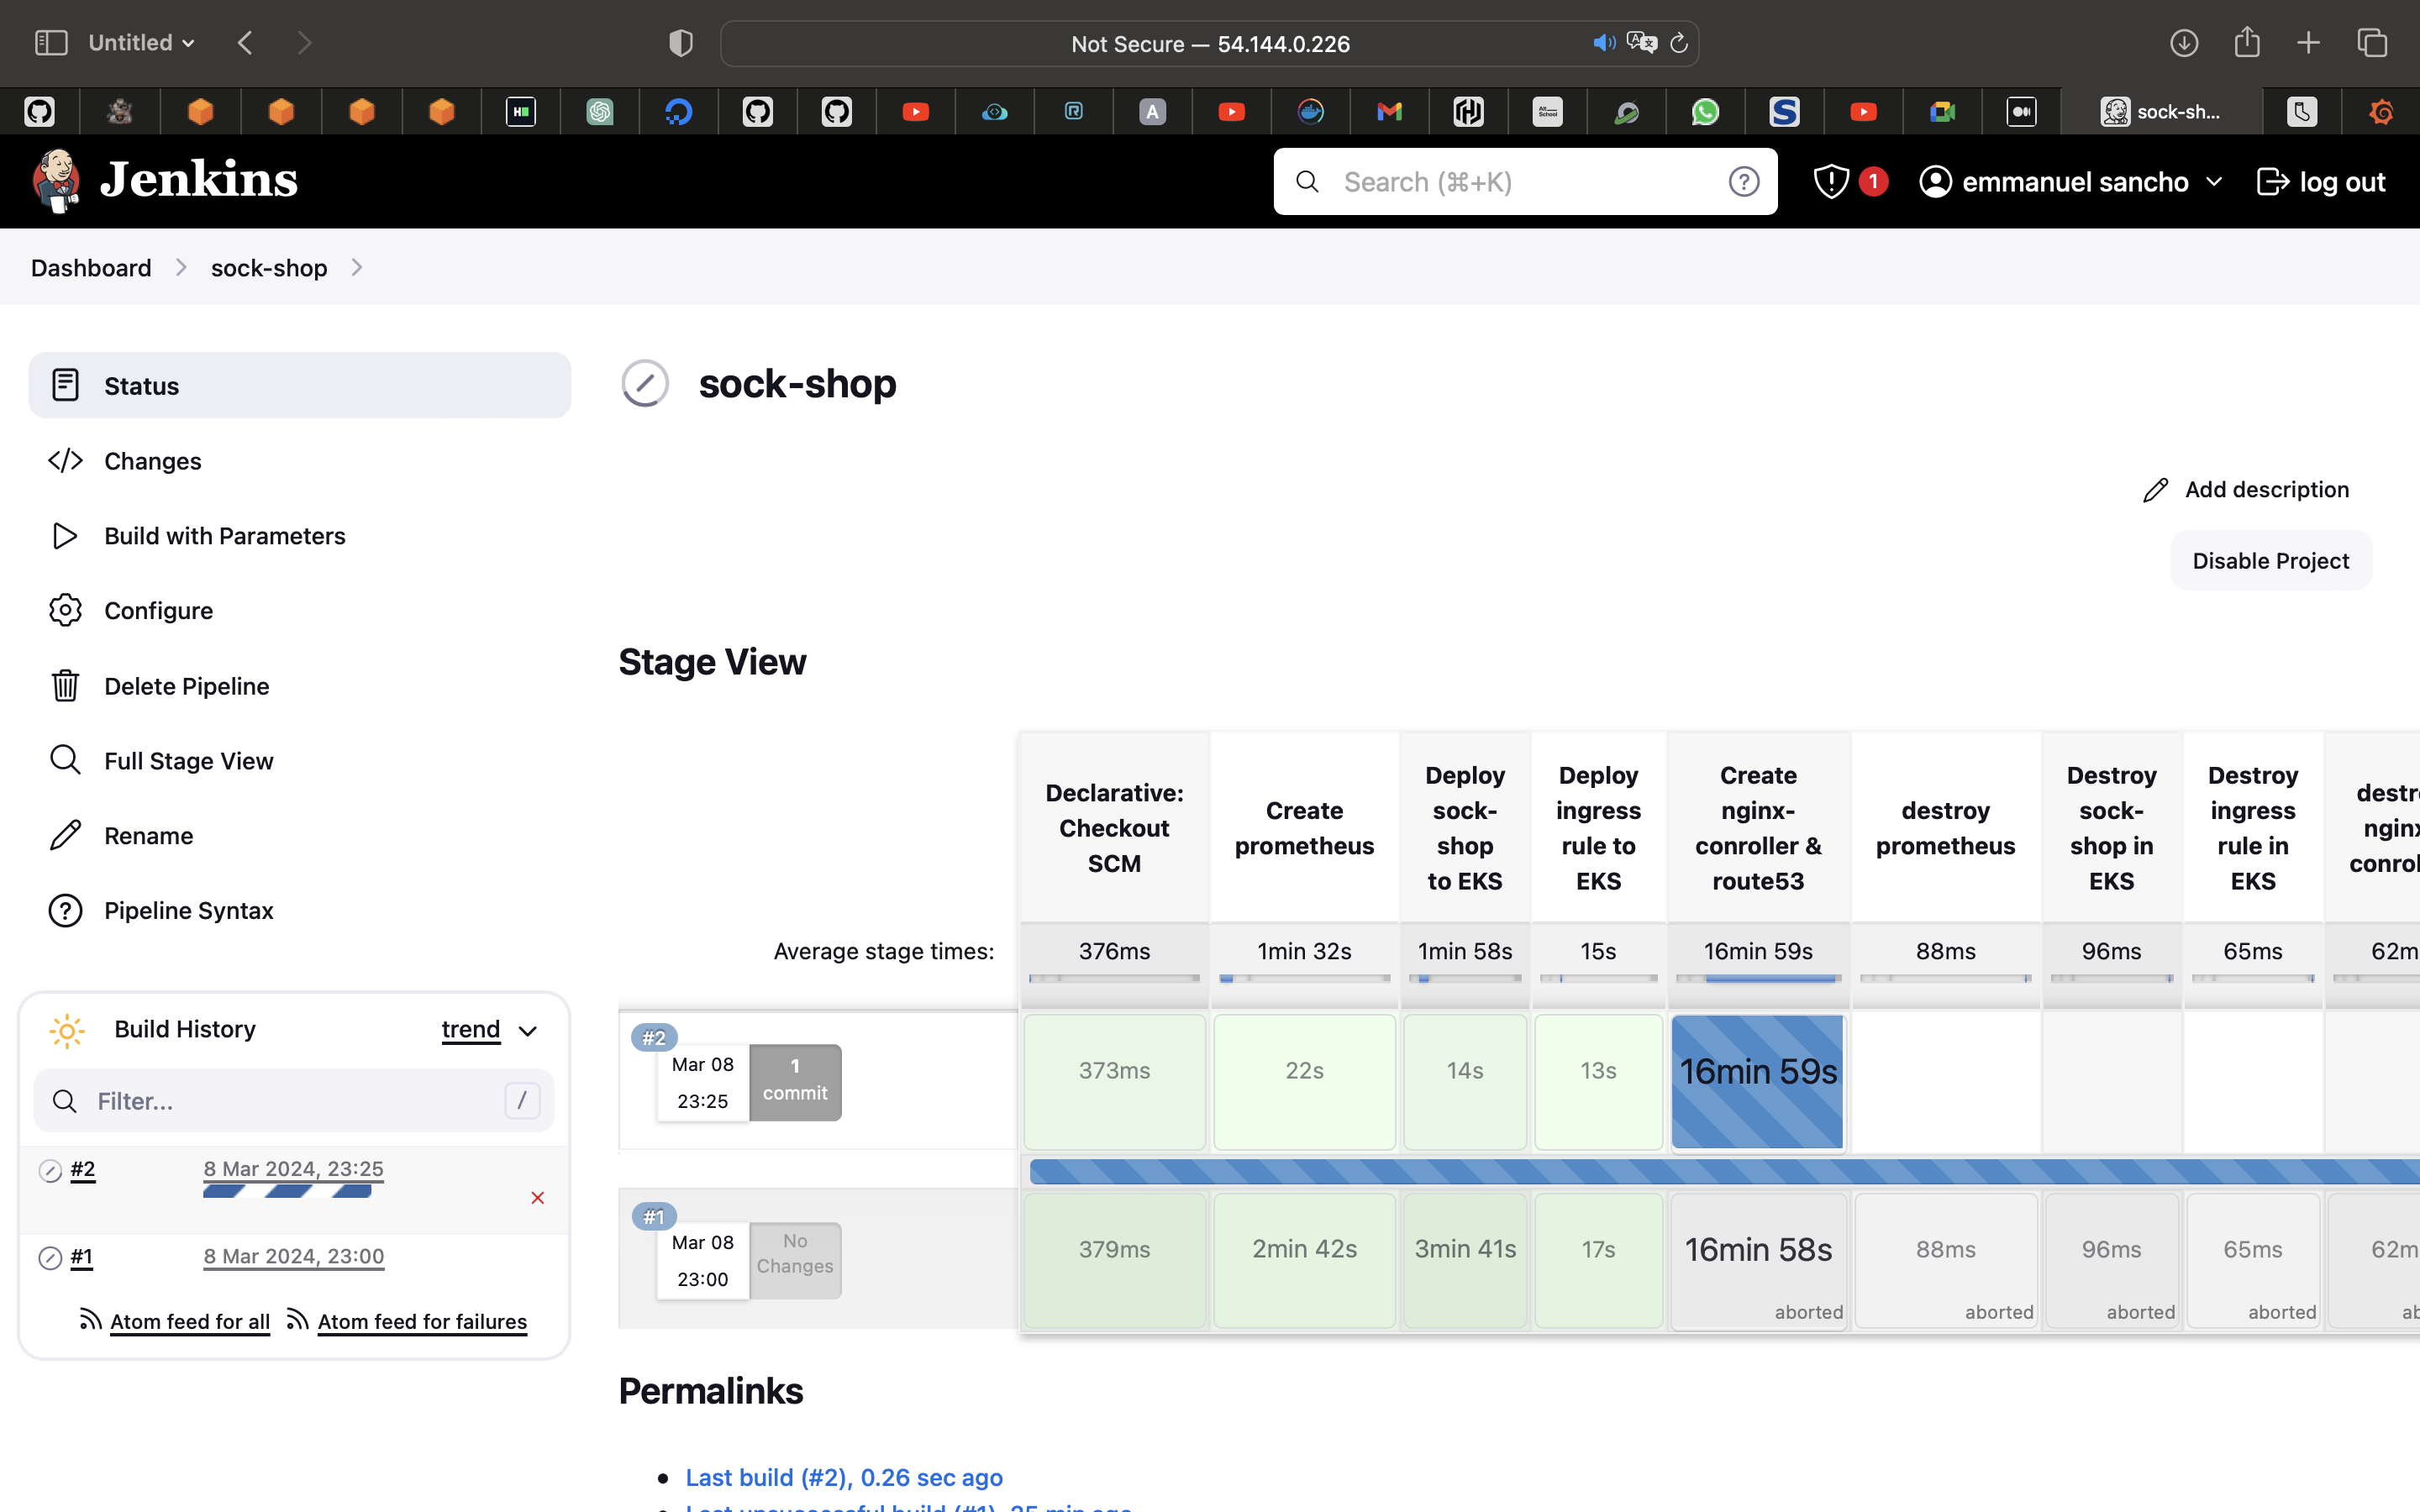 Untitled
Not Secure — 54.144.0.226
sock-sh...
Jenkins
Search (⌘+K)
1
emmanuel sancho
log out
Dashboard
sock-shop
Status
Changes
Build with Parameters
Configure
Delete Pipeline
Full Stage View
Rename
Pipeline Syntax
Build History
trend
Filter...
/
#2
8 Mar 2024, 23:25
#1
8 Mar 2024, 23:00
Atom feed for all
Atom feed for failures
sock-shop
Add description
Disable Project
Stage View
Declarative:
Checkout
SCM
Create
prometheus
Deploy
sock-
shop
to EKS
Deploy
ingress
rule to
EKS
Create
nginx-
conroller &
route53
destroy
prometheus
Destroy
sock-
shop in
EKS
Destroy
ingress
rule in
EKS
Average stage times:
376ms
1min 32s
1min 58s
15s
16min 59s
88ms
96ms
65ms
#2
Mar 08
23:25
1
commit
373ms
22s
14s
13s
16min 59s
#1
Mar 08
23:00
No
Changes
379ms
2min 42s
3min 41s
17s
16min 58s
aborted
88ms
aborted
96ms
aborted
65ms
aborted
Permalinks
Last build (#2), 0.26 sec ago